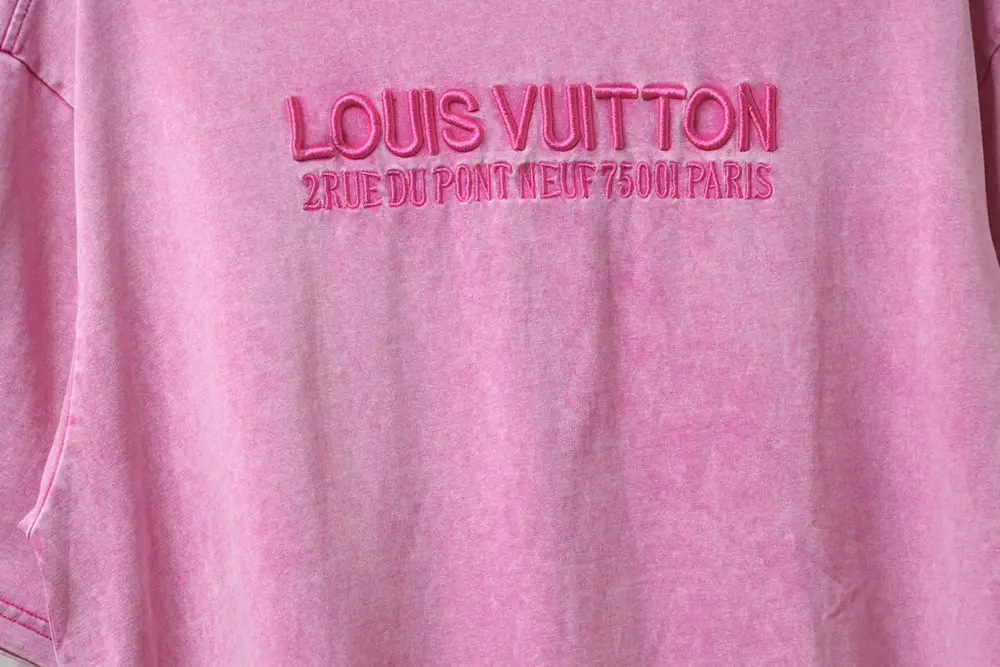 LOUIS VUITTON
2 RUE DU PONT NEUF 75001 PARIS